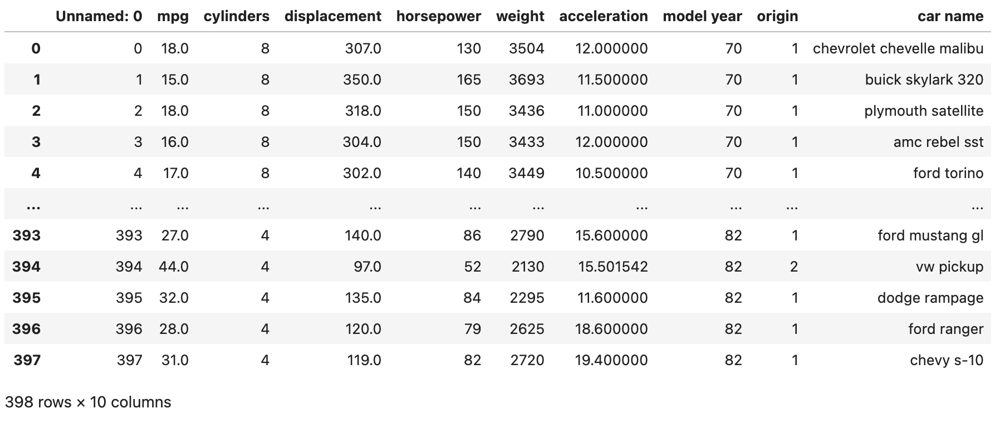 Unnamed: 0 mpg cylinders displacement horsepower weight acceleration model year origin car name
0 0 18.0 8 307.0 130 3504 12.000000 70 1 chevrolet chevelle malibu
1 1 15.0 8 350.0 165 3693 11.500000 70 1 buick skylark 320
2 2 18.0 8 318.0 150 3436 11.000000 70 1 plymouth satellite
3 3 16.0 8 304.0 150 3433 12.000000 70 1 amc rebel sst
4 4 17.0 8 302.0 140 3449 10.500000 70 1 ford torino
... ... ... ... ... ... ... ... ... ... ...
393 393 27.0 4 140.0 86 2790 15.600000 82 1 ford mustang gl
394 394 44.0 4 97.0 52 2130 15.501542 82 2 vw pickup
395 395 32.0 4 135.0 84 2295 11.600000 82 1 dodge rampage
396 396 28.0 4 120.0 79 2625 18.600000 82 1 ford ranger
397 397 31.0 4 119.0 82 2720 19.400000 82 1 chevy s-10
398 rows × 10 columns